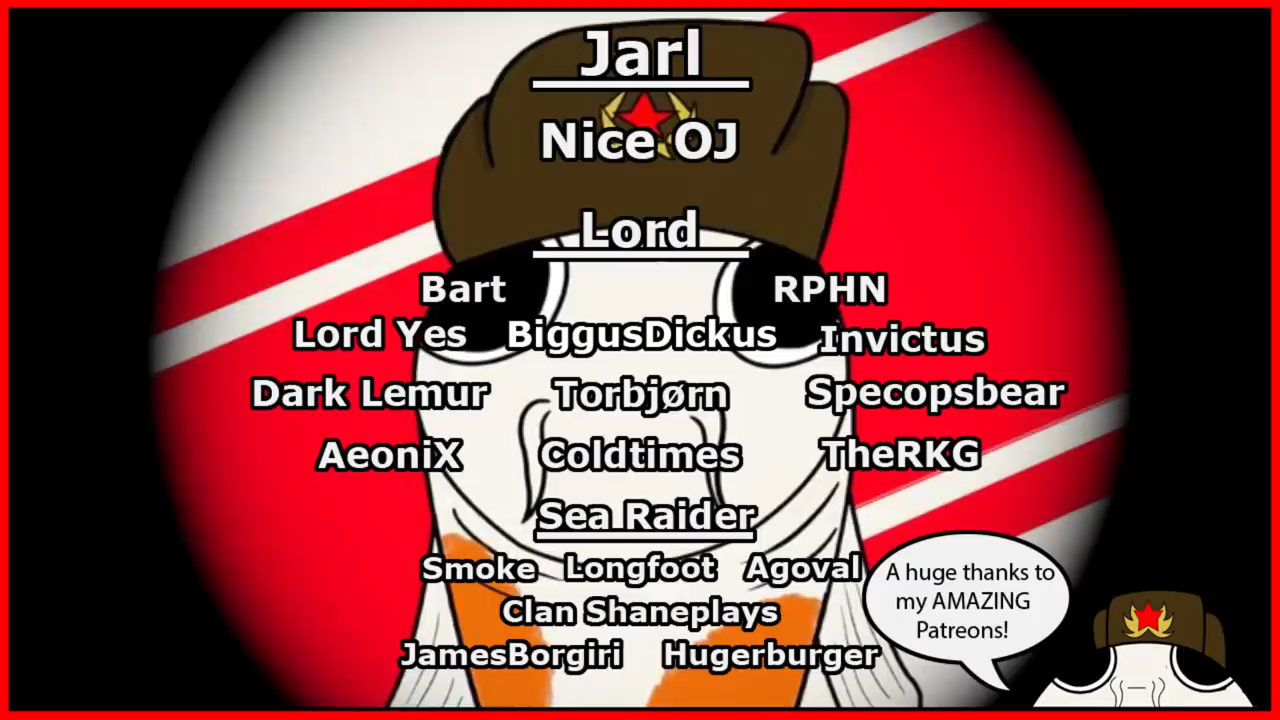 Jarl
Nice OJ
Lord
Bart RPHN
Lord Yes BiggusDickus Invictus
Dark Lemur Torbjørn Specopsbear
AeoniX Coldtimes TheRKG
Sea Raider
Smoke Longfoot Agoval
Clan Shaneplays
JamesBorgiri Hugerburger
A huge thanks to
my AMAZING
Patreons!